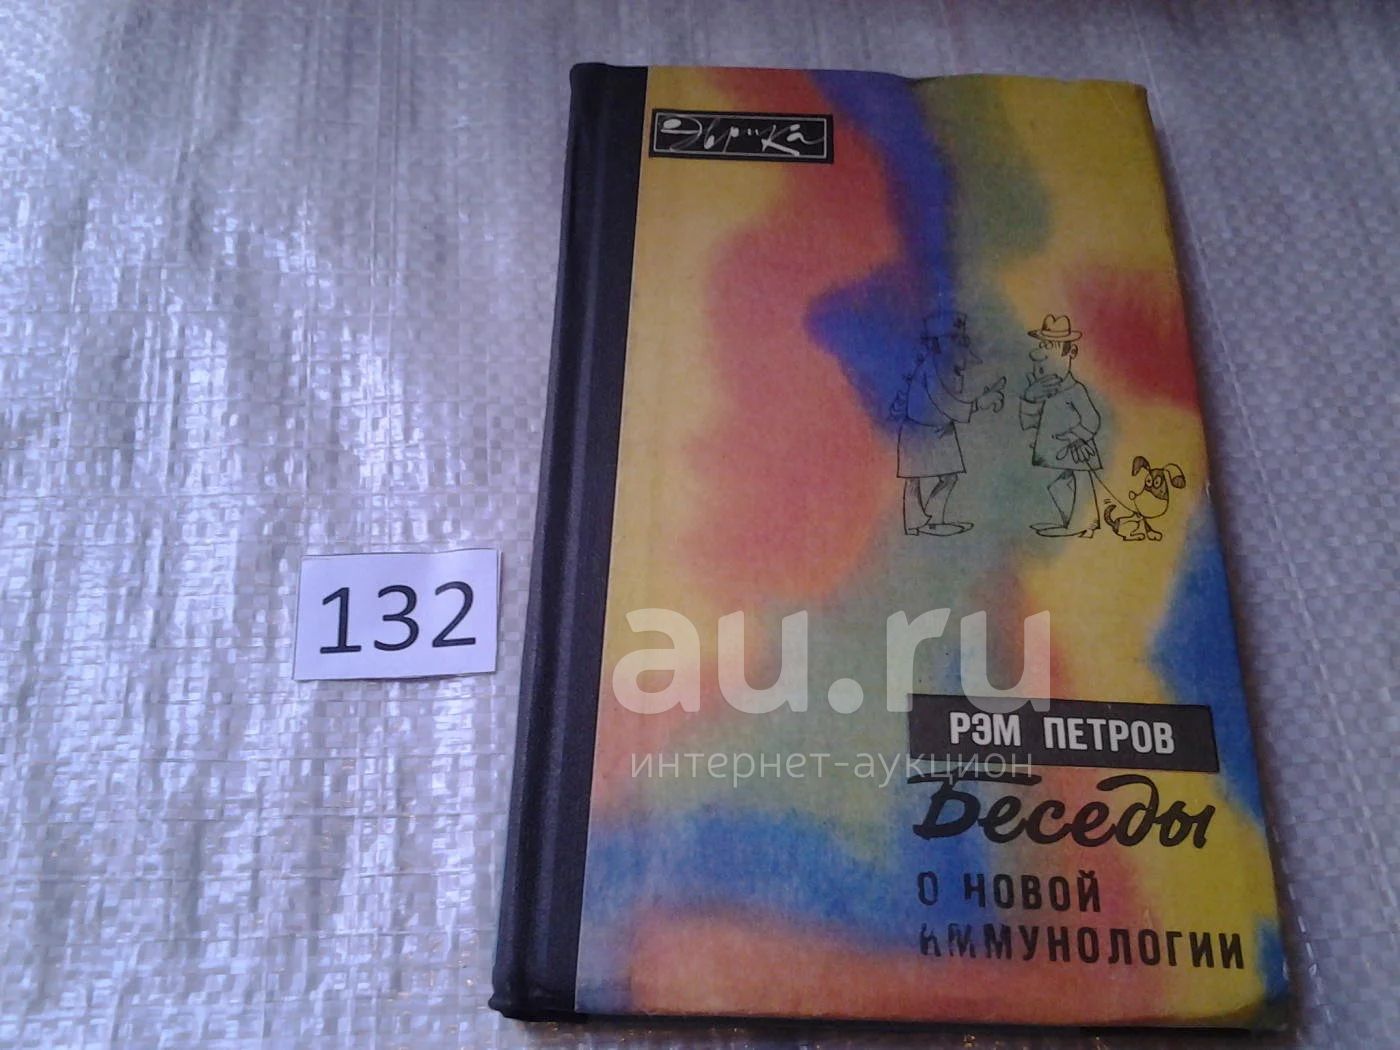 эврика
132
au.ru
интернет-аукцион
РЭМ ПЕТРОВ
Беседы
О НОВОЙ
ИММУНОЛОГИИ